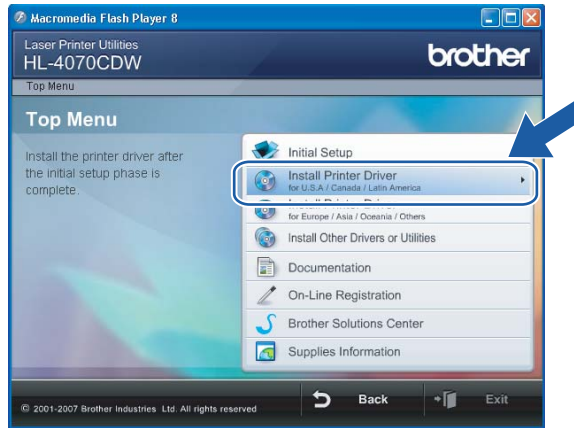 Macromedia Flash Player 8
Laser Printer Utilities
HL-4070CDW
brother
Top Menu
Top Menu
Install the printer driver after
the initial setup phase is
complete.
Initial Setup
Install Printer Driver
for U.S.A / Canada / Latin America
Install Printer Driver
for Europe / Asia / Oceania / Others
Install Other Drivers or Utilities
Documentation
On-Line Registration
Brother Solutions Center
Supplies Information
© 2001-2007 Brother Industries Ltd. All rights reserved
Back
Exit